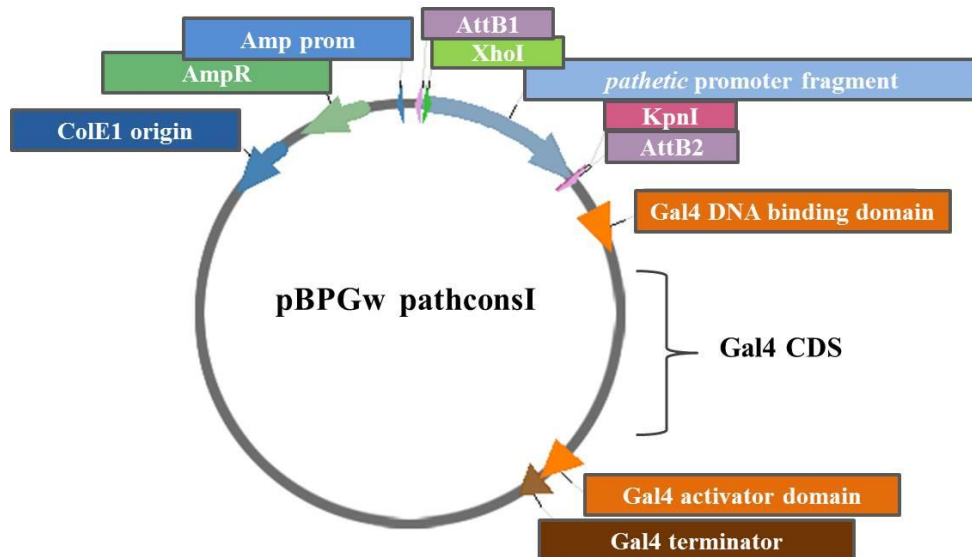 AttB1
Amp prom
XhoI
AmpR
pathetic promoter fragment
KpnI
ColE1 origin
AttB2
Gal4 DNA binding domain
pBPGw pathconsI
Gal4 CDS
Gal4 activator domain
Gal4 terminator